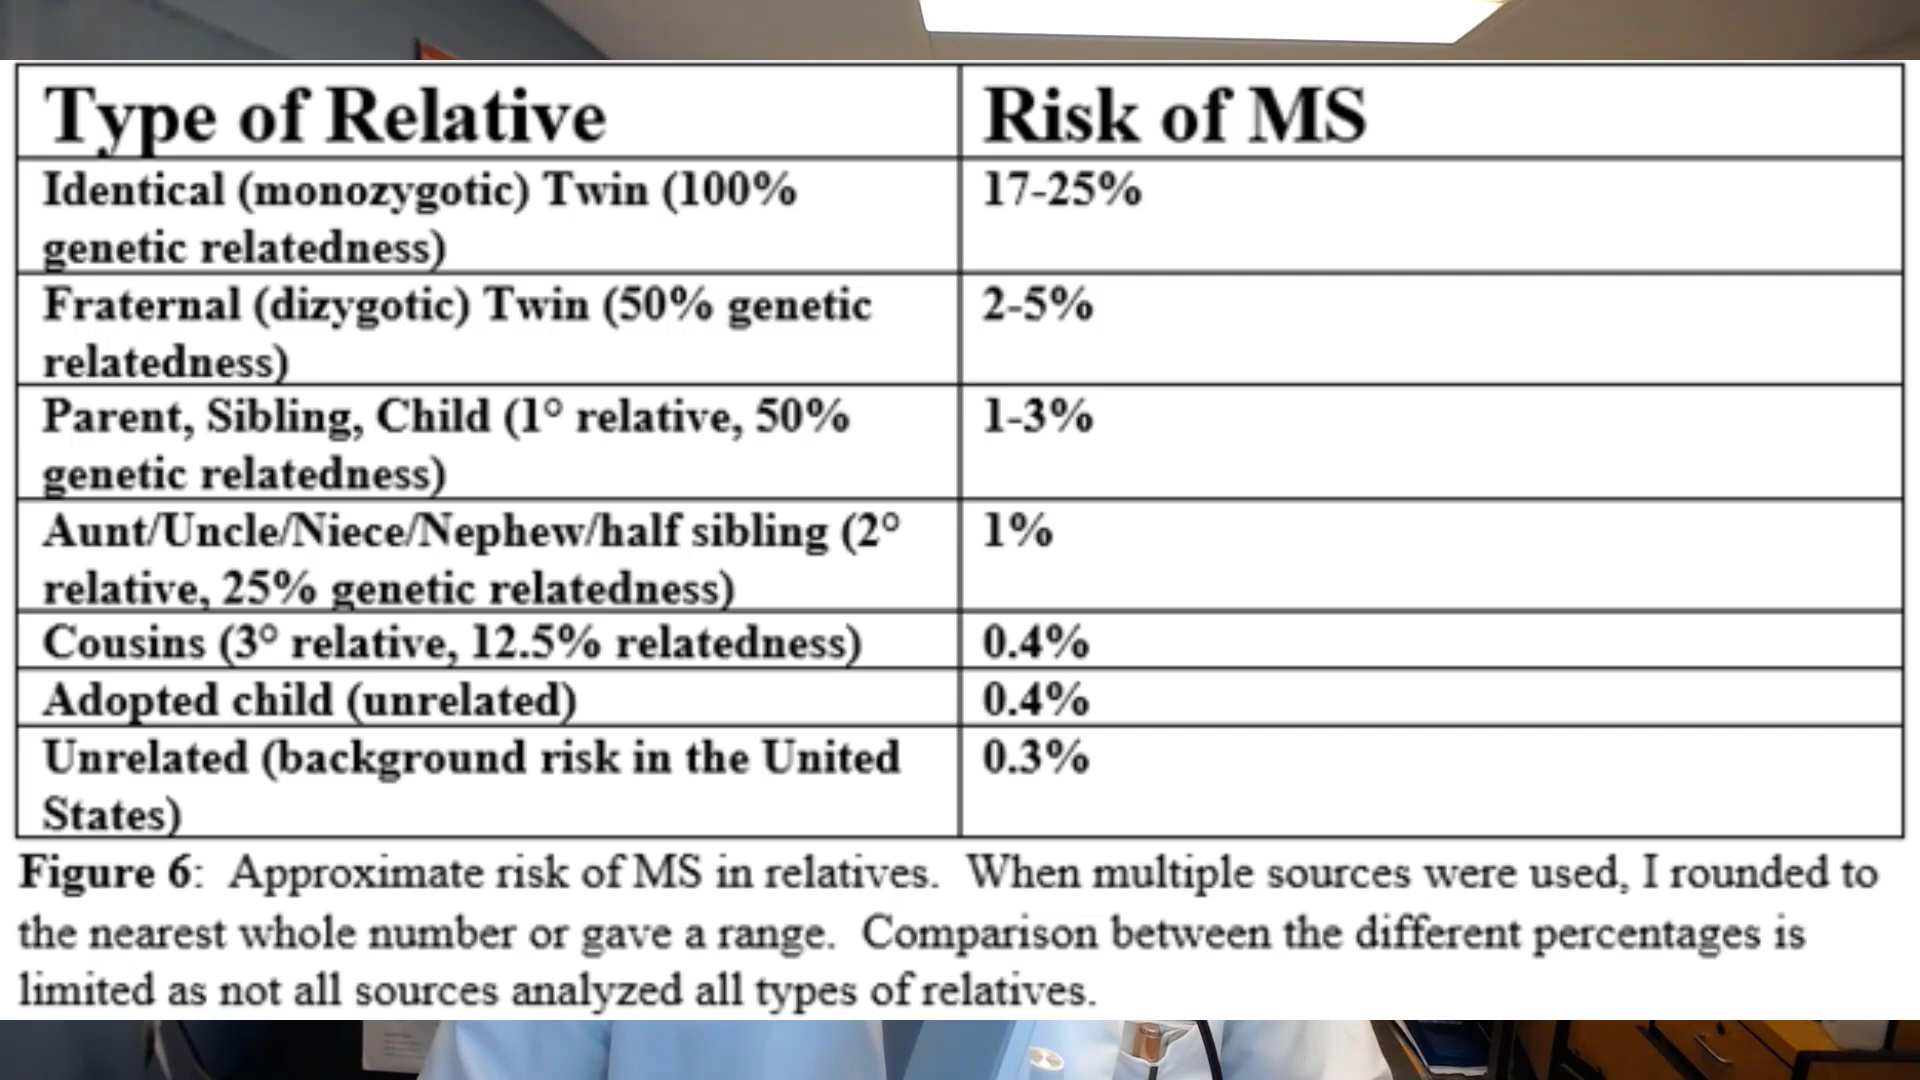 Type of Relative
Risk of MS
Identical (monozygotic) Twin (100%
genetic relatedness)
17-25%
Fraternal (dizygotic) Twin (50% genetic
relatedness)
2-5%
Parent, Sibling, Child (1° relative, 50%
genetic relatedness)
1-3%
Aunt/Uncle/Niece/Nephew/half sibling (2°
relative, 25% genetic relatedness)
1%
Cousins (3° relative, 12.5% relatedness)
0.4%
Adopted child (unrelated)
0.4%
Unrelated (background risk in the United
States)
0.3%
Figure 6:  Approximate risk of MS in relatives.  When multiple sources were used, I rounded to
the nearest whole number or gave a range.  Comparison between the different percentages is
limited as not all sources analyzed all types of relatives.